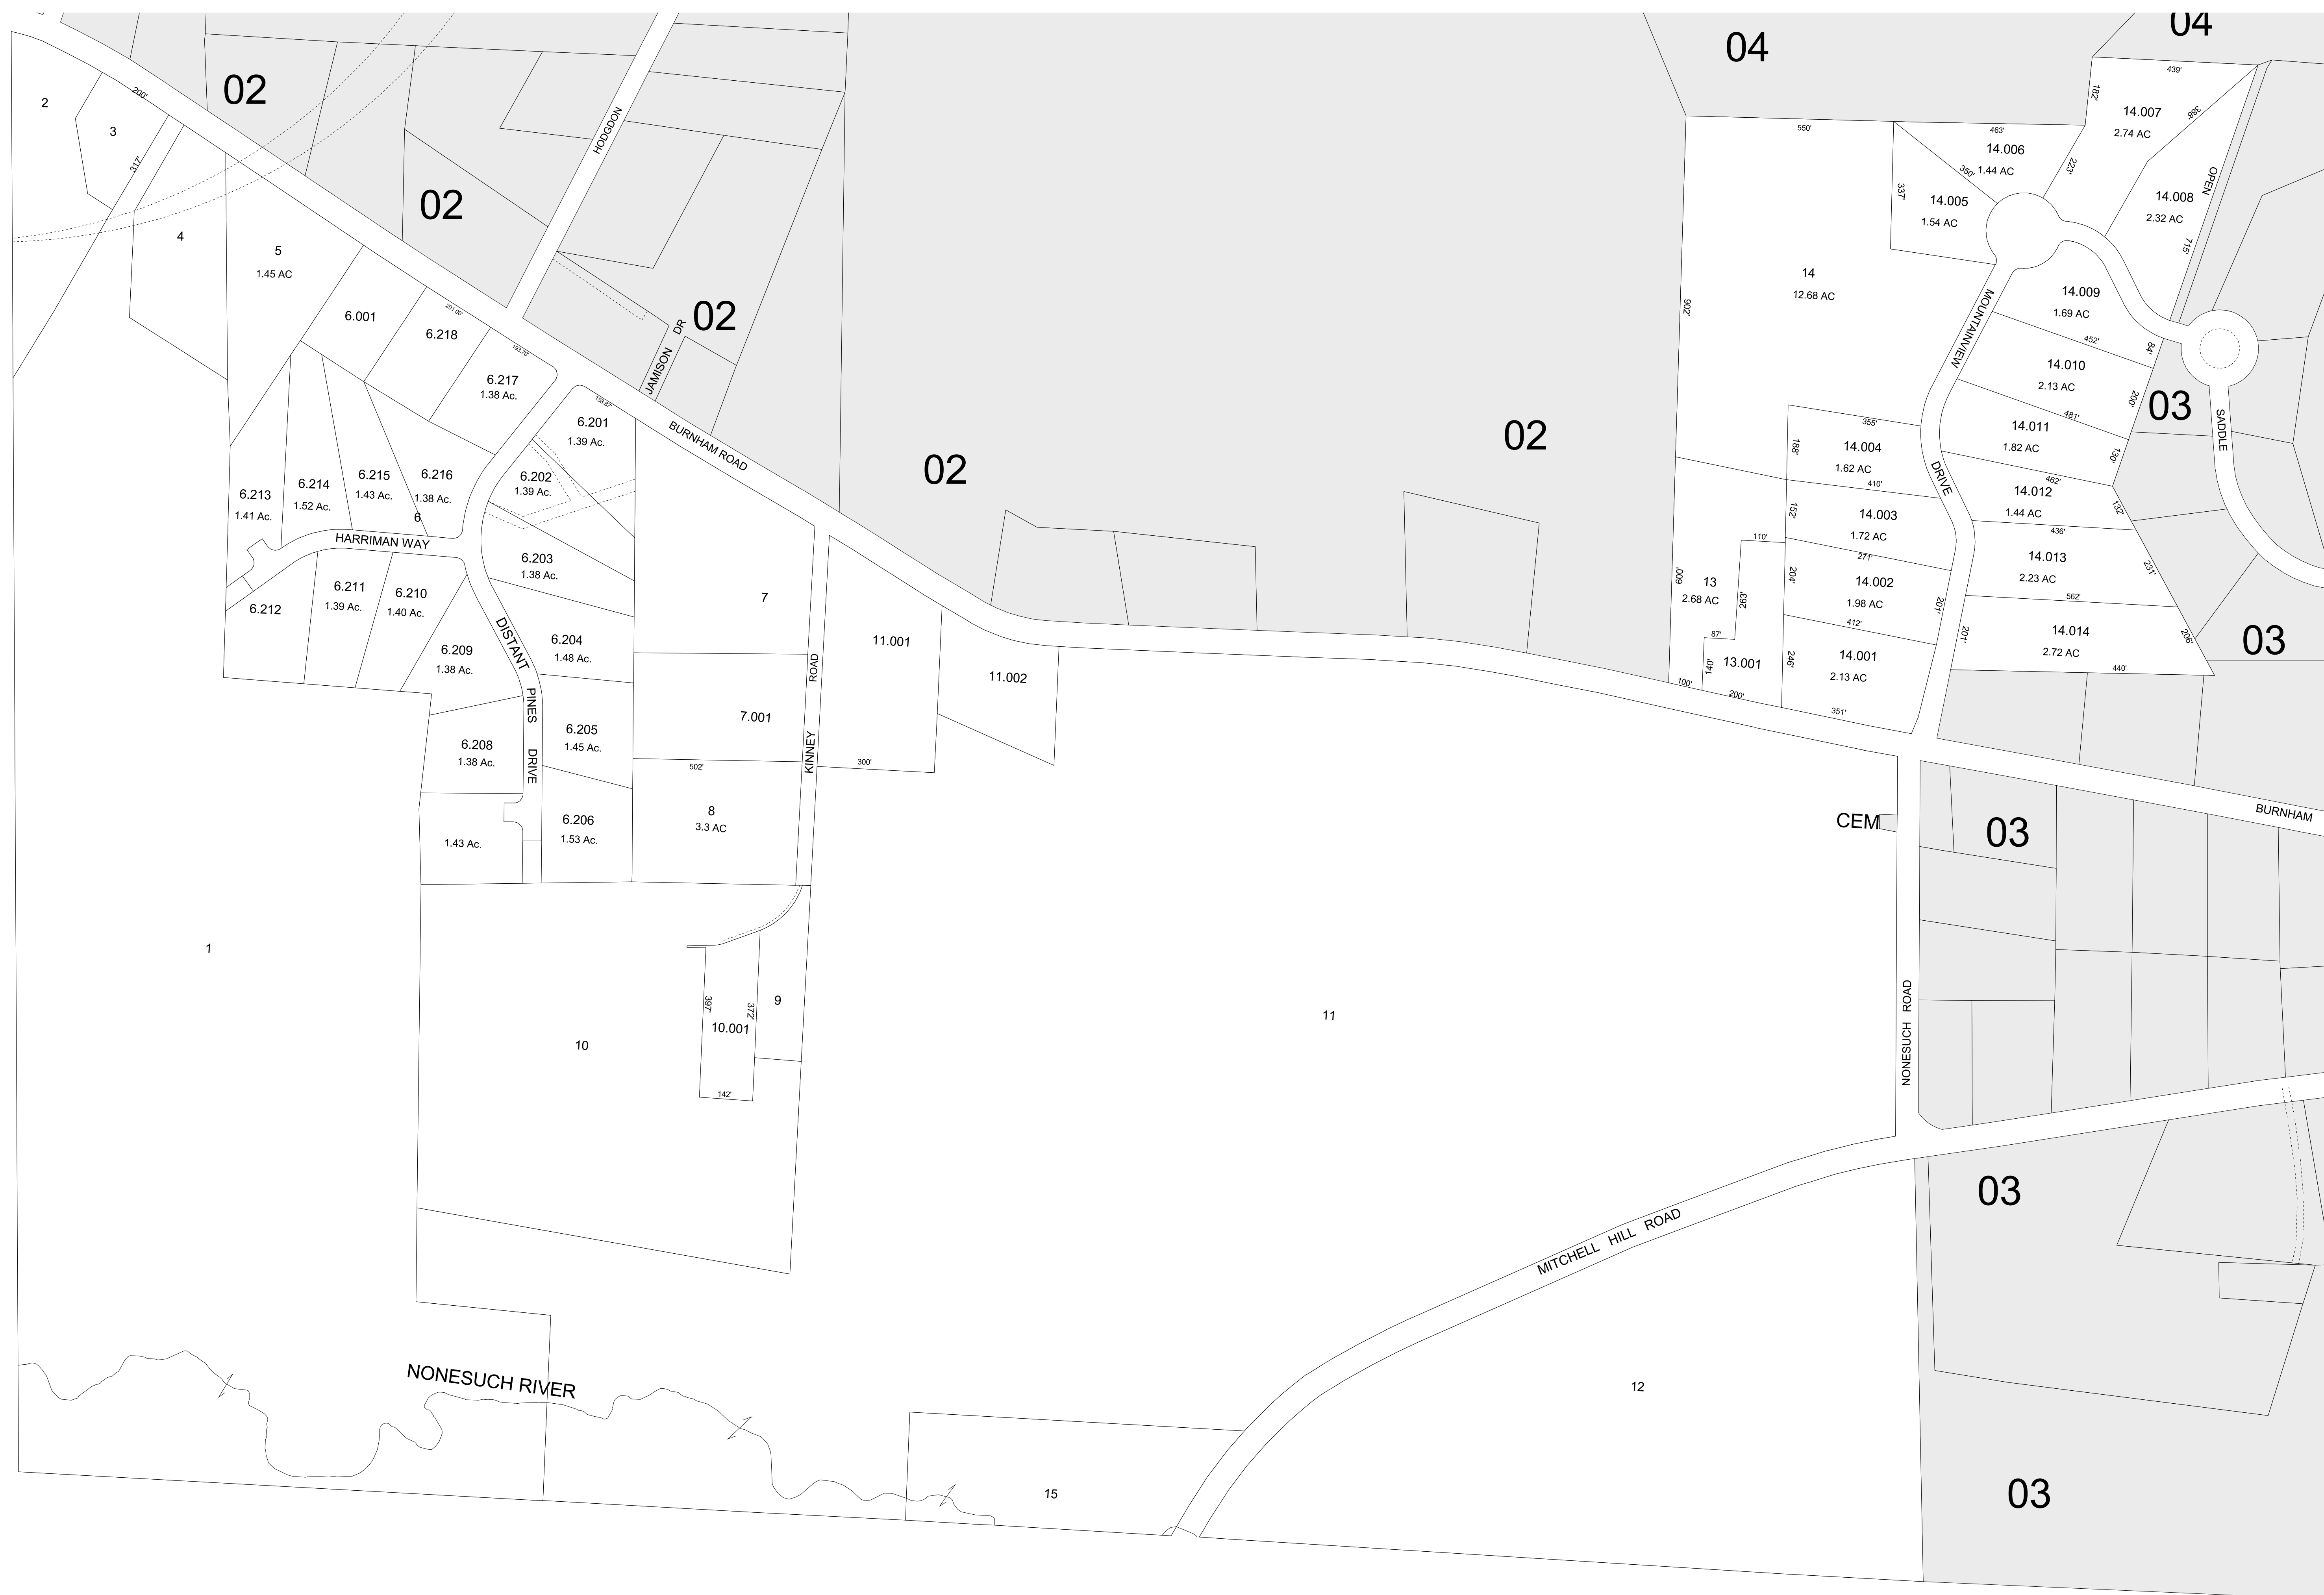 04
04
02
2
3
200'
317'
4
5
1.45 AC
02
HODGDON
02
JAMISON DR
6.001
6.218
201.00'
193.70'
6.217
1.38 Ac.
158.87'
6.201
1.39 Ac.
BURNHAM ROAD
6.202
1.39 Ac.
6.213
1.41 Ac.
6.214
1.52 Ac.
6.215
1.43 Ac.
6.216
1.38 Ac.
6
HARRIMAN WAY
6.203
1.38 Ac.
6.212
6.211
1.39 Ac.
6.210
1.40 Ac.
6.209
1.38 Ac.
DISTANT PINES DRIVE
6.204
1.48 Ac.
6.205
1.45 Ac.
6.208
1.38 Ac.
6.206
1.53 Ac.
1.43 Ac.
7
7.001
502'
8
3.3 AC
KINNEY ROAD
11.001
300'
11.002
02
02
550'
463'
439'
182'
14.007
2.74 AC
388'
14.006
1.44 AC
350'
223'
337'
14.005
1.54 AC
14.008
2.32 AC
OPEN
715'
14
12.68 AC
902'
MOUNTAINVIEW DRIVE
14.009
1.69 AC
452'
84'
14.010
2.13 AC
200'
481'
03
SADDLE
355'
188'
14.004
1.62 AC
410'
14.011
1.82 AC
130'
462'
14.012
1.44 AC
132'
436'
152'
14.003
1.72 AC
110'
271'
14.013
2.23 AC
231'
562'
600'
13
2.68 AC
263'
204'
14.002
1.98 AC
201'
412'
87'
140'
13.001
246'
14.001
2.13 AC
201'
14.014
2.72 AC
206'
440'
03
100'
200'
351'
BURNHAM
CEM
03
NONESUCH ROAD
1
10
397'
372'
10.001
142'
9
11
03
MITCHELL HILL ROAD
NONESUCH RIVER
12
15
03